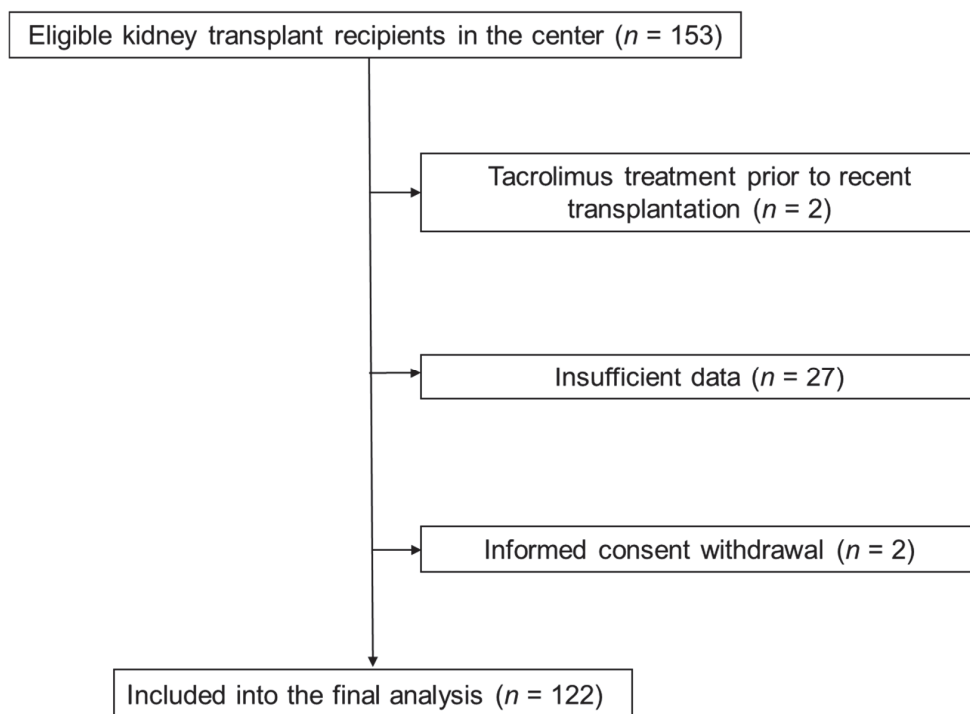 Eligible kidney transplant recipients in the center (n = 153)
Tacrolimus treatment prior to recent
transplantation (n = 2)
Insufficient data (n = 27)
Informed consent withdrawal (n = 2)
Included into the final analysis (n = 122)